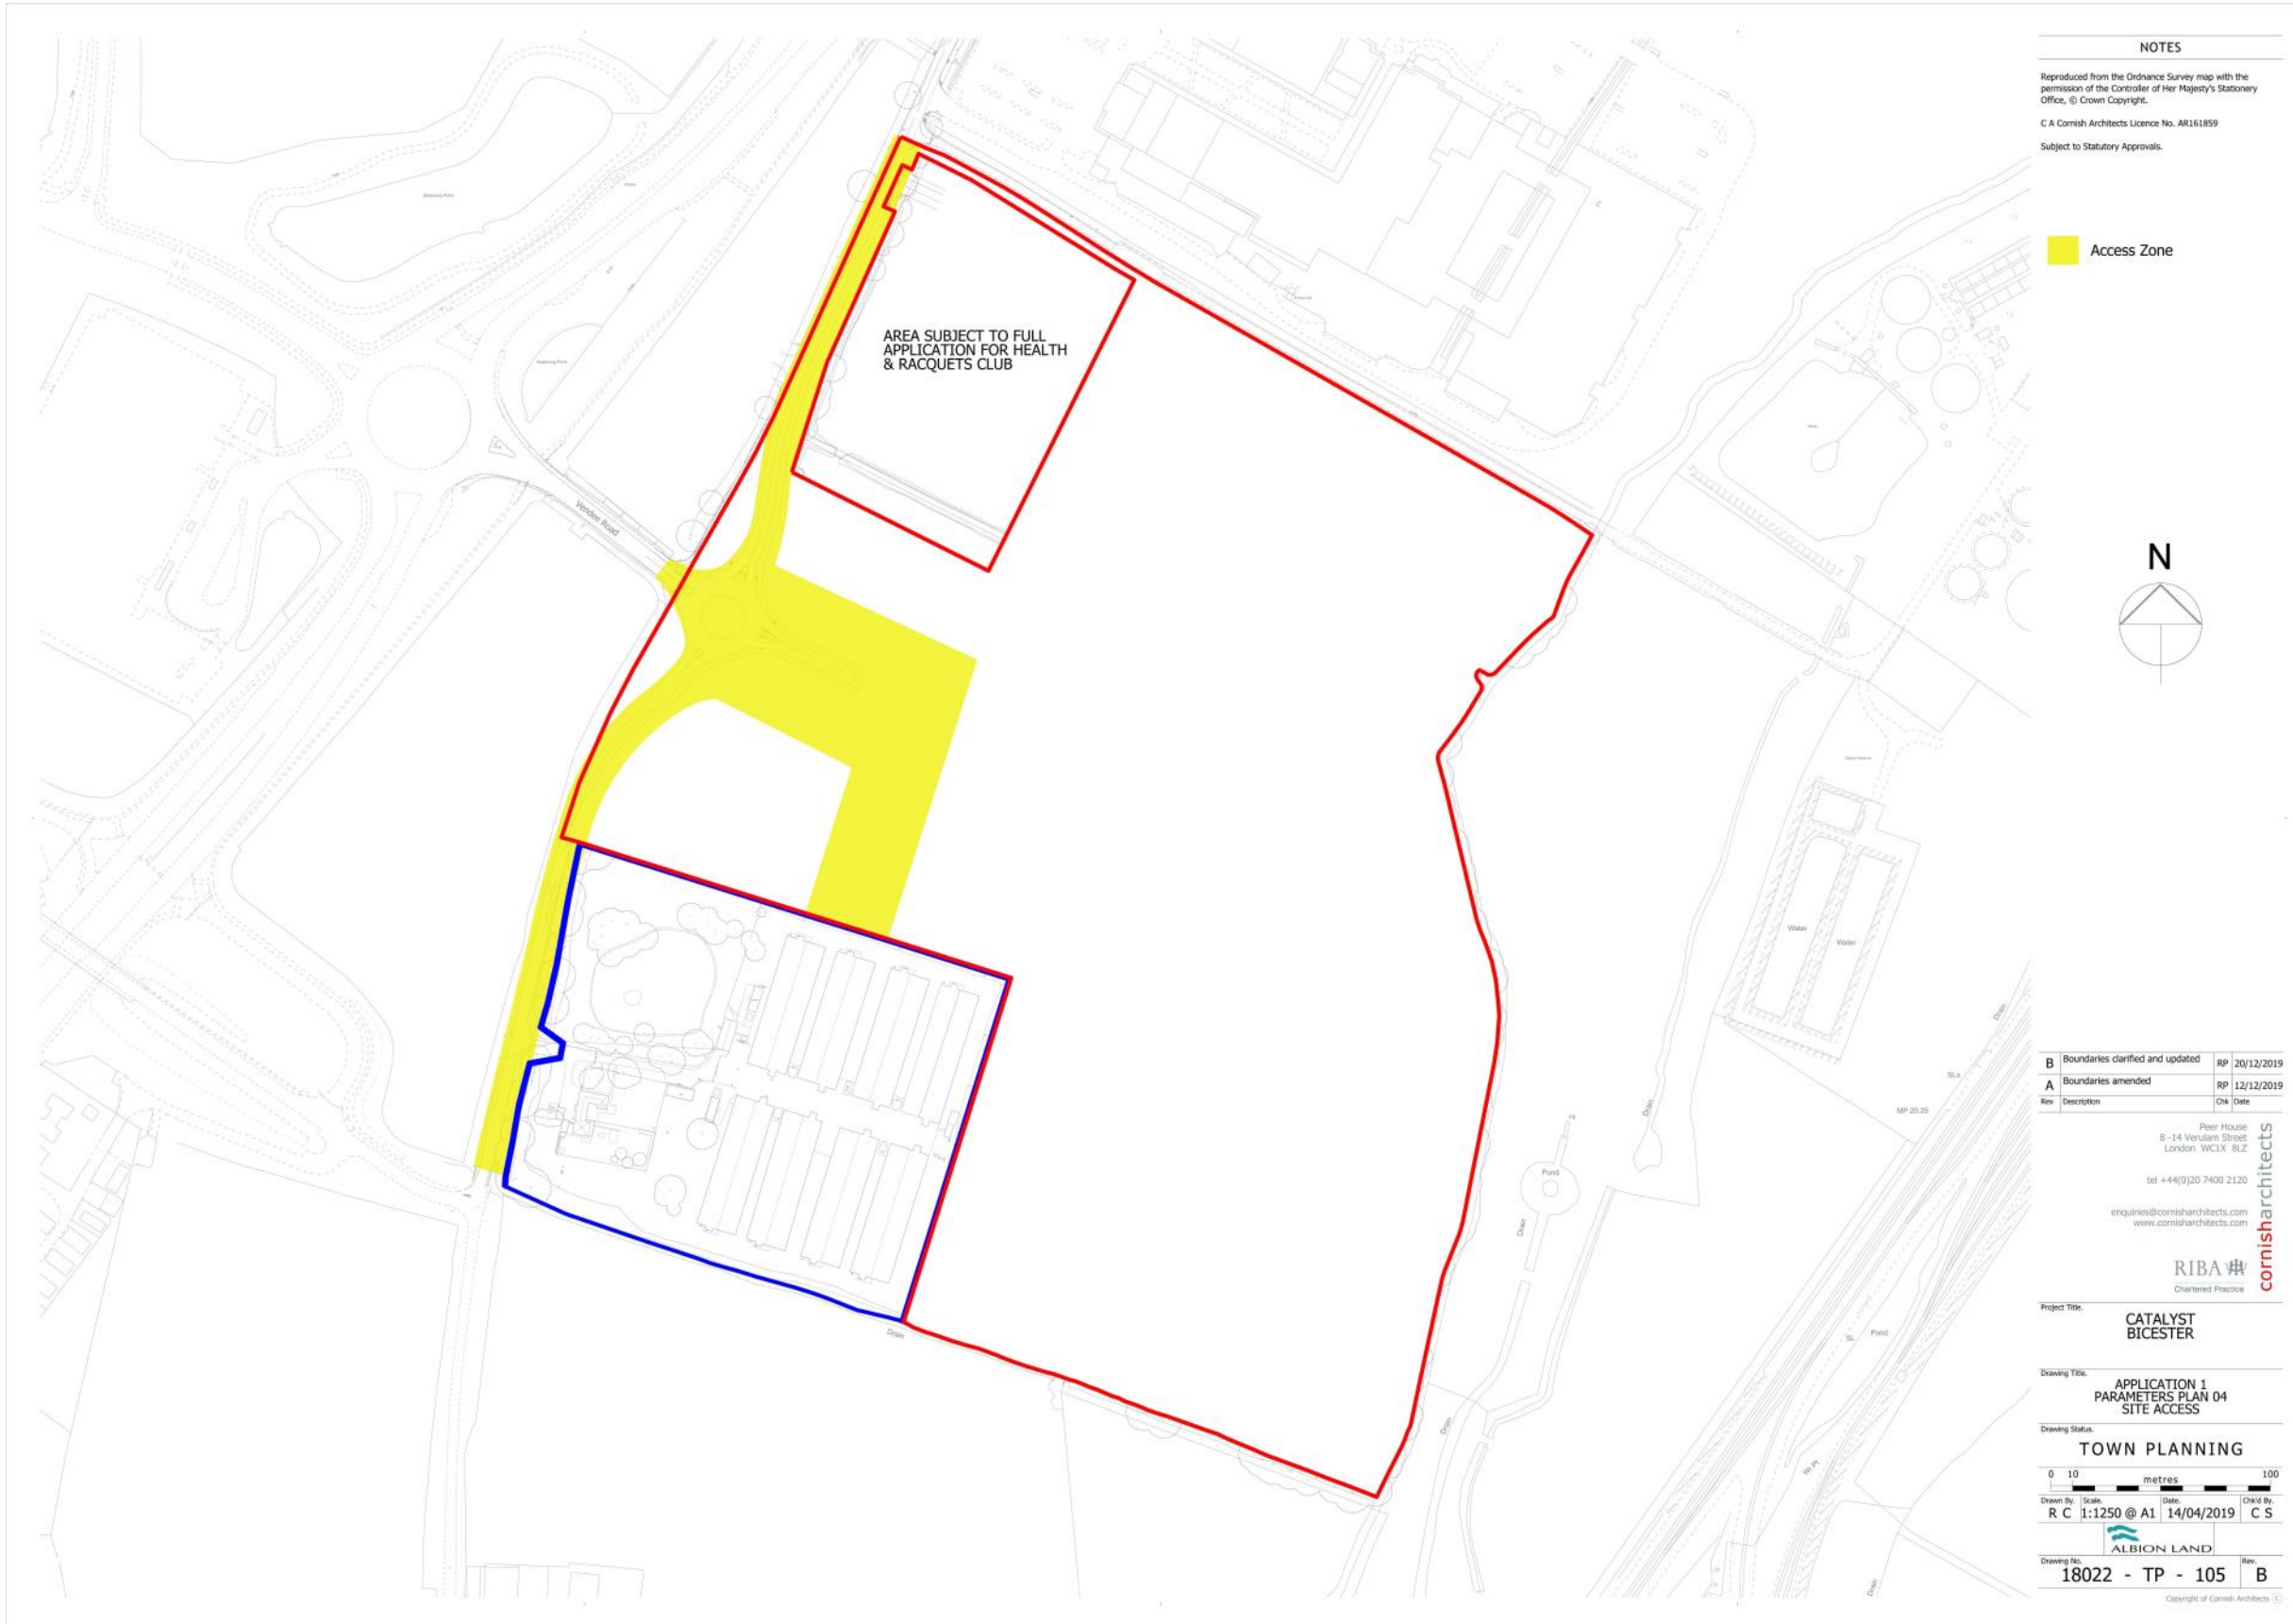 NOTES
Reproduced from the Ordnance Survey map with the
permission of the Controller of Her Majesty's Stationery
Office, © Crown Copyright.
C A Cornish Architects Licence No. AR161859
Subject to Statutory Approvals.
Access Zone
AREA SUBJECT TO FULL
APPLICATION FOR HEALTH
& RACQUETS CLUB
Vendee Road
N
Water
Water
Drain
SLs
MP 20.25
Drain
Pond
Drain
Drain
Drain
SL
Pond
W Pt
Drain
B Boundaries clarified and updated RP 20/12/2019
A Boundaries amended RP 12/12/2019
Rev Description Chk Date
Peer House
8 -14 Verulam Street
London WC1X 8LZ
tel +44(0)20 7400 2120
enquiries@cornisharchitects.com
www.cornisharchitects.com
cornisharchitects
RIBA
Chartered Practice
Project Title.
CATALYST
BICESTER
Drawing Title.
APPLICATION 1
PARAMETERS PLAN 04
SITE ACCESS
Drawing Status.
TOWN PLANNING
0 10 metres 100
Drawn By. Scale. Date. Chk'd By.
R C 1:1250 @ A1 14/04/2019 C S
ALBION LAND
Drawing No. Rev.
18022 - TP - 105 B
Copyright of Cornish Architects ©